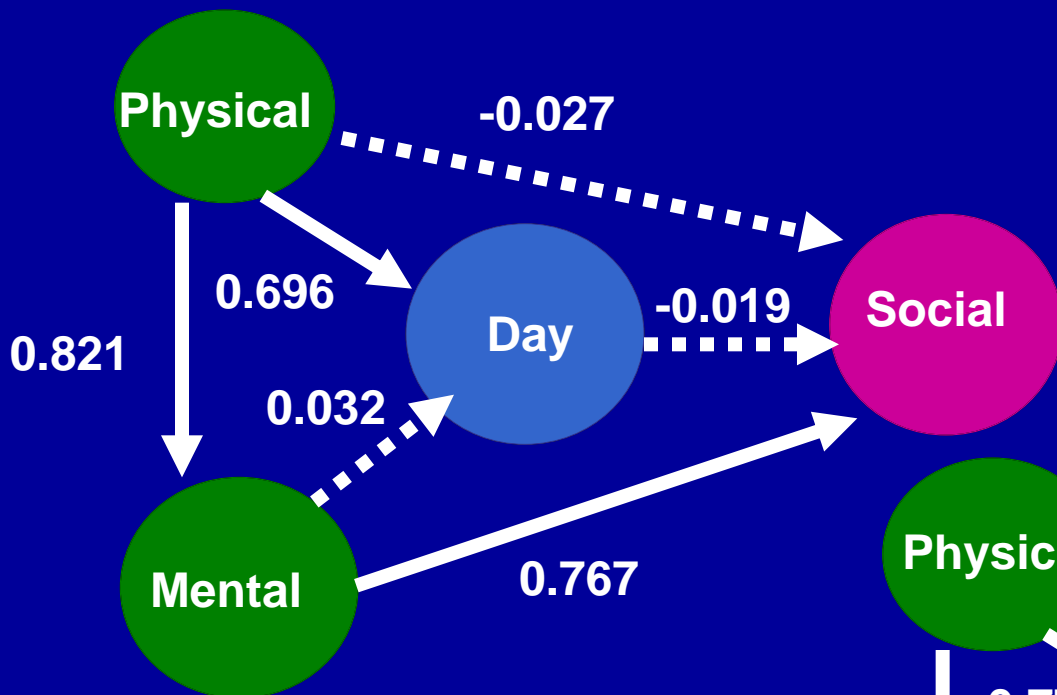 Physical
-0.027
0.696
-0.019
Social
Day
0.821
0.032
Mental
0.767
Physic